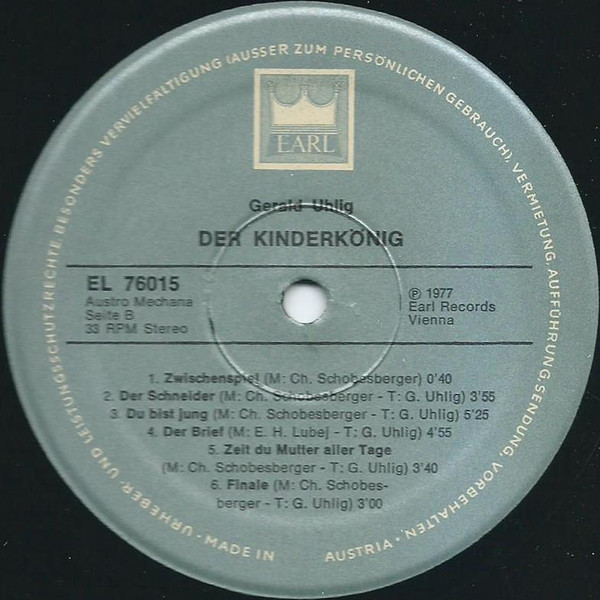 URHEBER- UND LEISTUNGSSCHUTZRECHTE, BESONDERS VERVIELFÄLTIGUNG (AUSSER ZUM PERSÖNLICHEN GEBRAUCH), VERMIETUNG, AUFFÜHRUNG, SENDUNG, VORBEHALTEN.
EARL
Gerald Uhlig
DER KINDERKÖNIG
EL 76015
Austro Mechana
Seite B
33 RPM Stereo
℗ 1977
Earl Records
Vienna
1. Zwischenspiel (M: Ch. Schobesberger) 0'40
2. Der Schneider (M: Ch. Schobesberger - T: G. Uhlig) 3'55
3. Du bist jung (M: Ch. Schobesberger - T: G. Uhlig) 5'25
4. Der Brief (M: E. H. Lubej - T: G. Uhlig) 4'55
5. Zeit du Mutter aller Tage
(M: Ch. Schobesberger - T: G. Uhlig) 3'40
6. Finale (M: Ch. Schobes-
berger - T: G. Uhlig) 3'00
• MADE IN AUSTRIA •